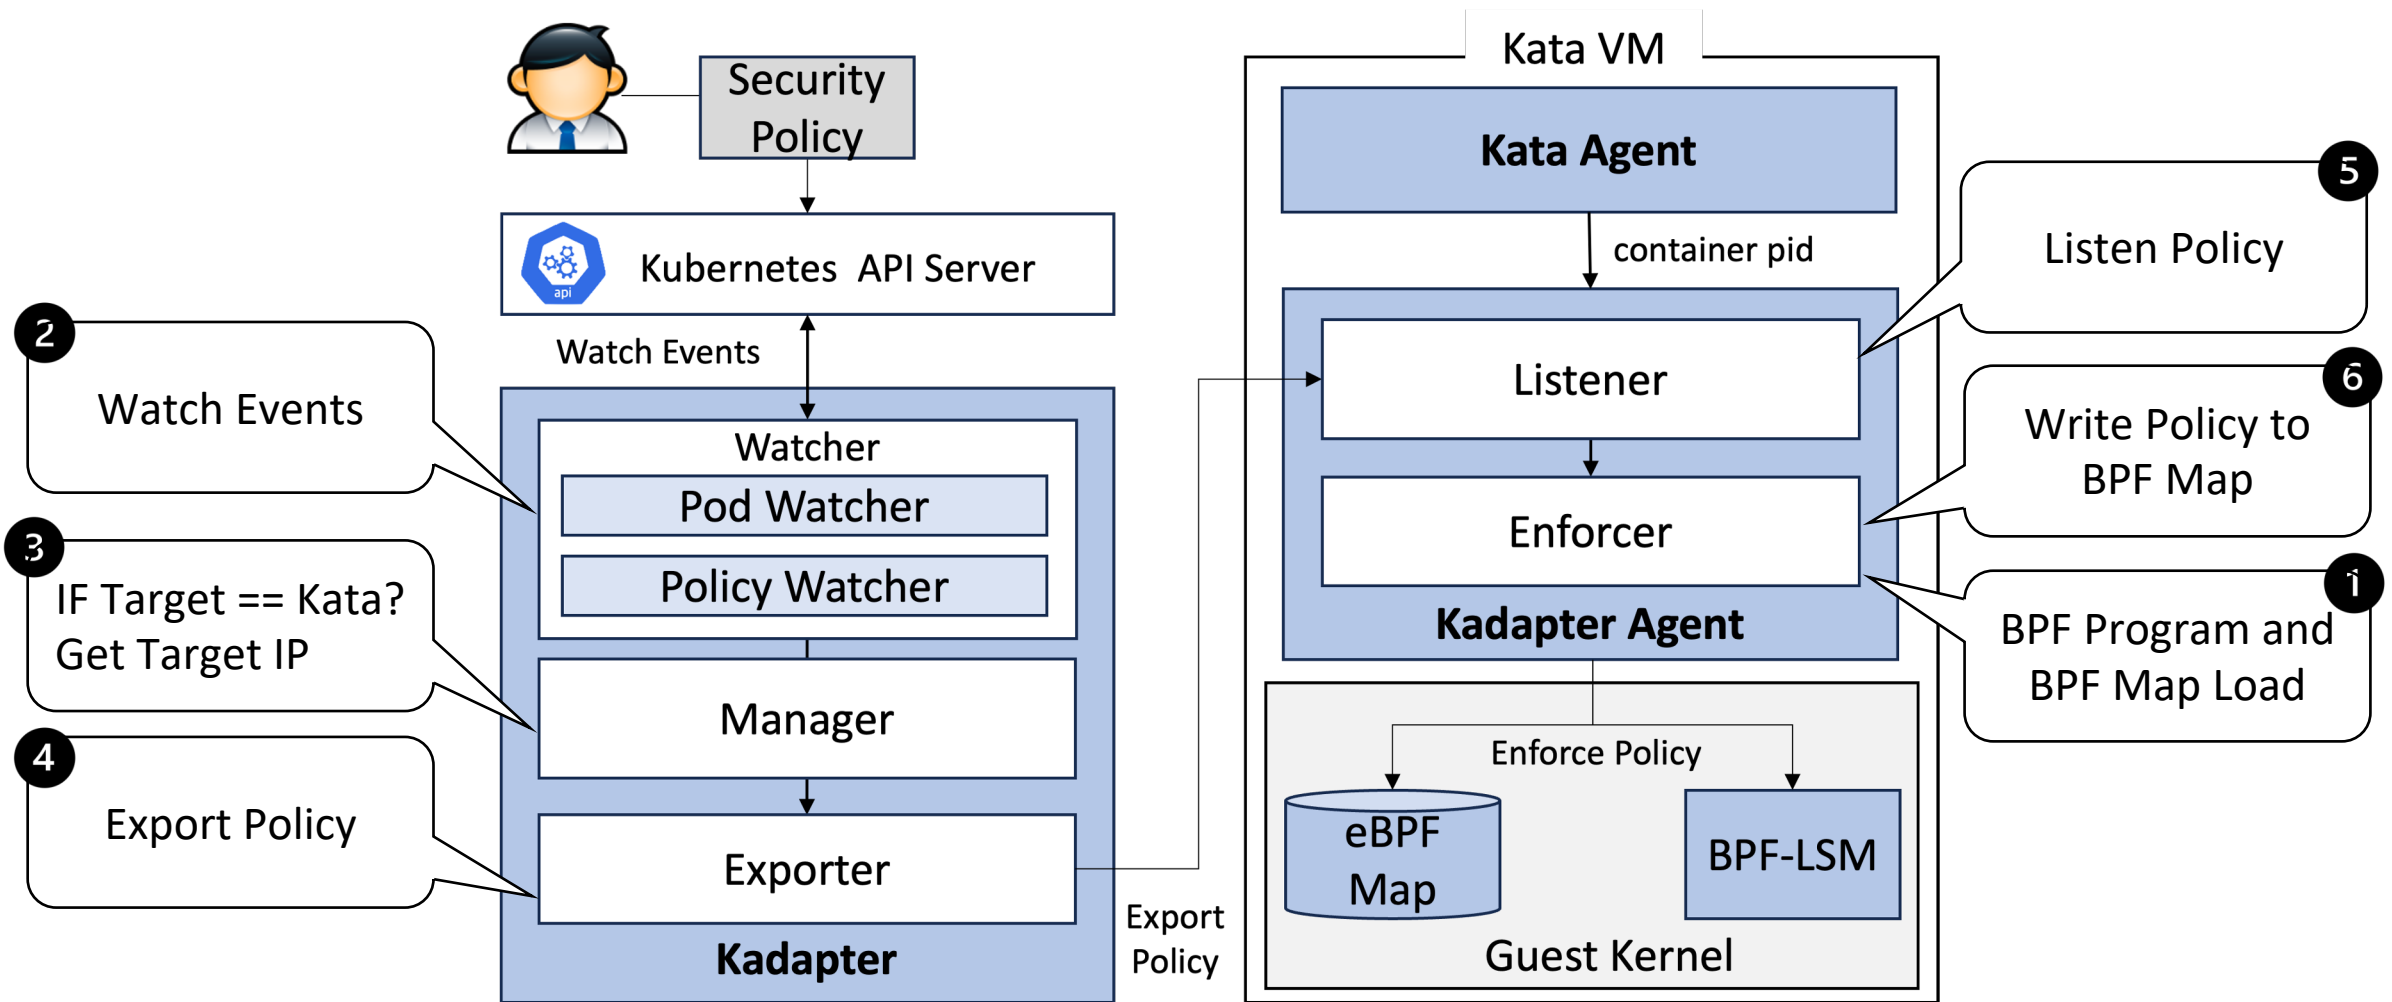 Security
Policy
Kubernetes API Server
api
Watch Events
2
Watch Events
Watcher
Pod Watcher
Policy Watcher
3
IF Target == Kata?
Get Target IP
Manager
4
Export Policy
Exporter
Kadapter
Export
Policy
Kata VM
Kata Agent
container pid
5
Listen Policy
Listener
6
Write Policy to
BPF Map
Enforcer
Kadapter Agent
1
BPF Program and
BPF Map Load
Enforce Policy
eBPF
Map
BPF-LSM
Guest Kernel